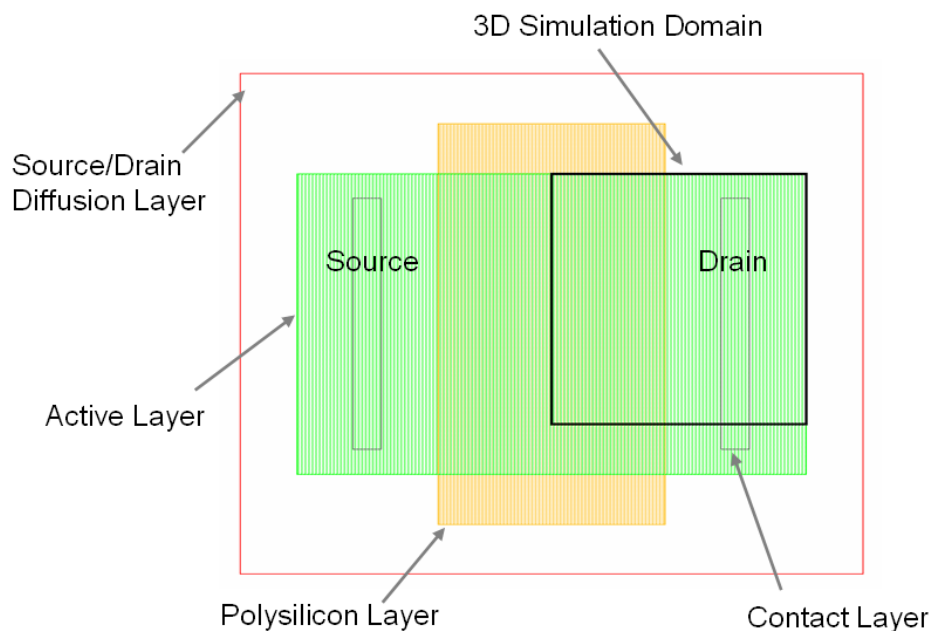 3D Simulation Domain
Source/Drain
Diffusion Layer
Source
Drain
Active Layer
Polysilicon Layer
Contact Layer